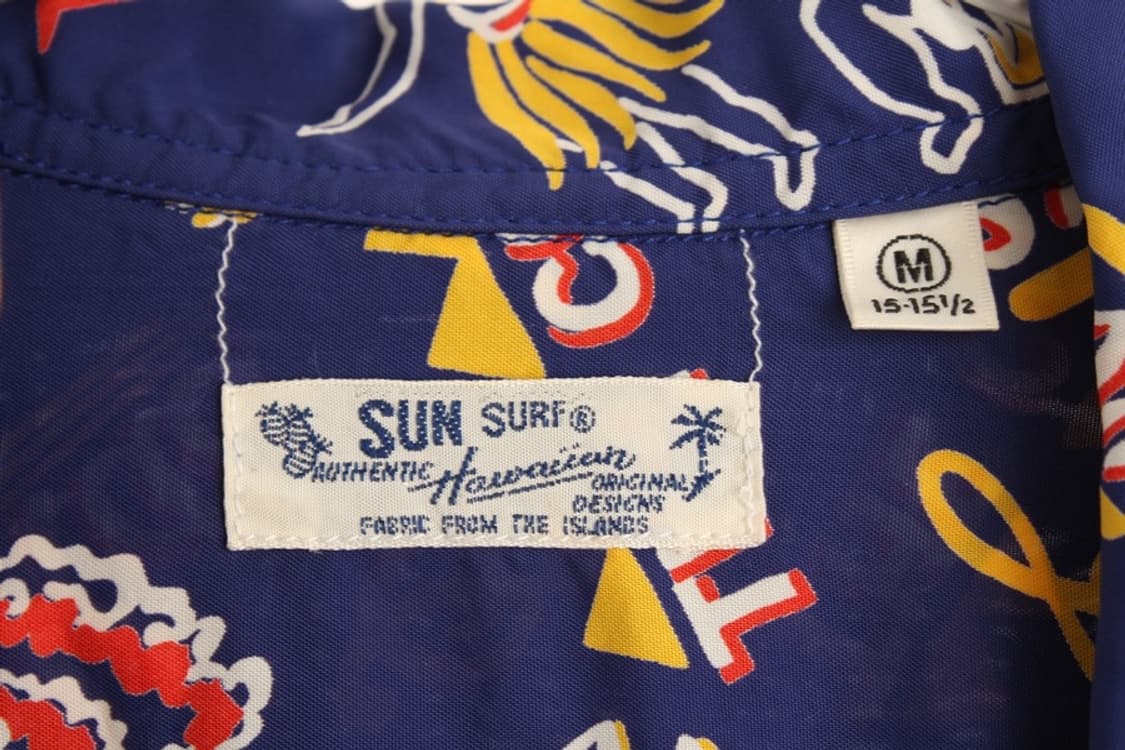 SUN SURF®
AUTHENTIC Hawaiian ORIGINAL
DESIGNS
FABRIC FROM THE ISLANDS
M
15-15½